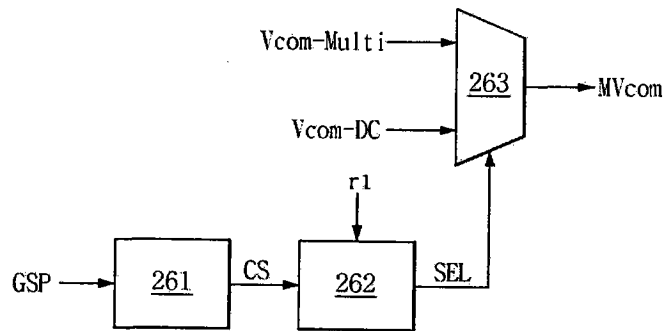 Vcom-Multi
263
MVcom
Vcom-DC
r1
GSP
261
CS
262
SEL